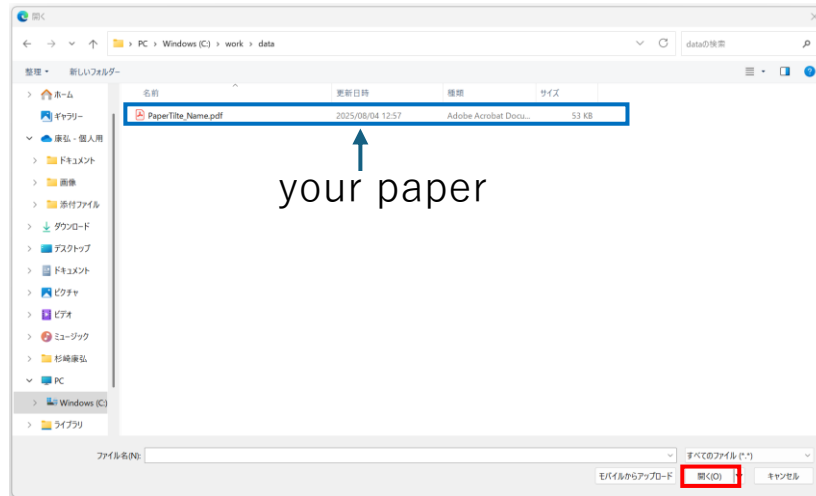 開く
PC > Windows (C:) > work > data
dataの検索
整理
新しいフォルダー
名前 更新日時 種類 サイズ
PaperTilte_Name.pdf 2025/08/04 12:57 Adobe Acrobat Docu... 53 KB
your paper
ホーム
ギャラリー
康弘 - 個人用
ドキュメント
画像
添付ファイル
ダウンロード
デスクトップ
ドキュメント
ピクチャ
ビデオ
ミュージック
杉崎康弘
PC
Windows (C:)
ライブラリ
ファイル名(N):
すべてのファイル (*.*)
モバイルからアップロード
開く(O)
キャンセル